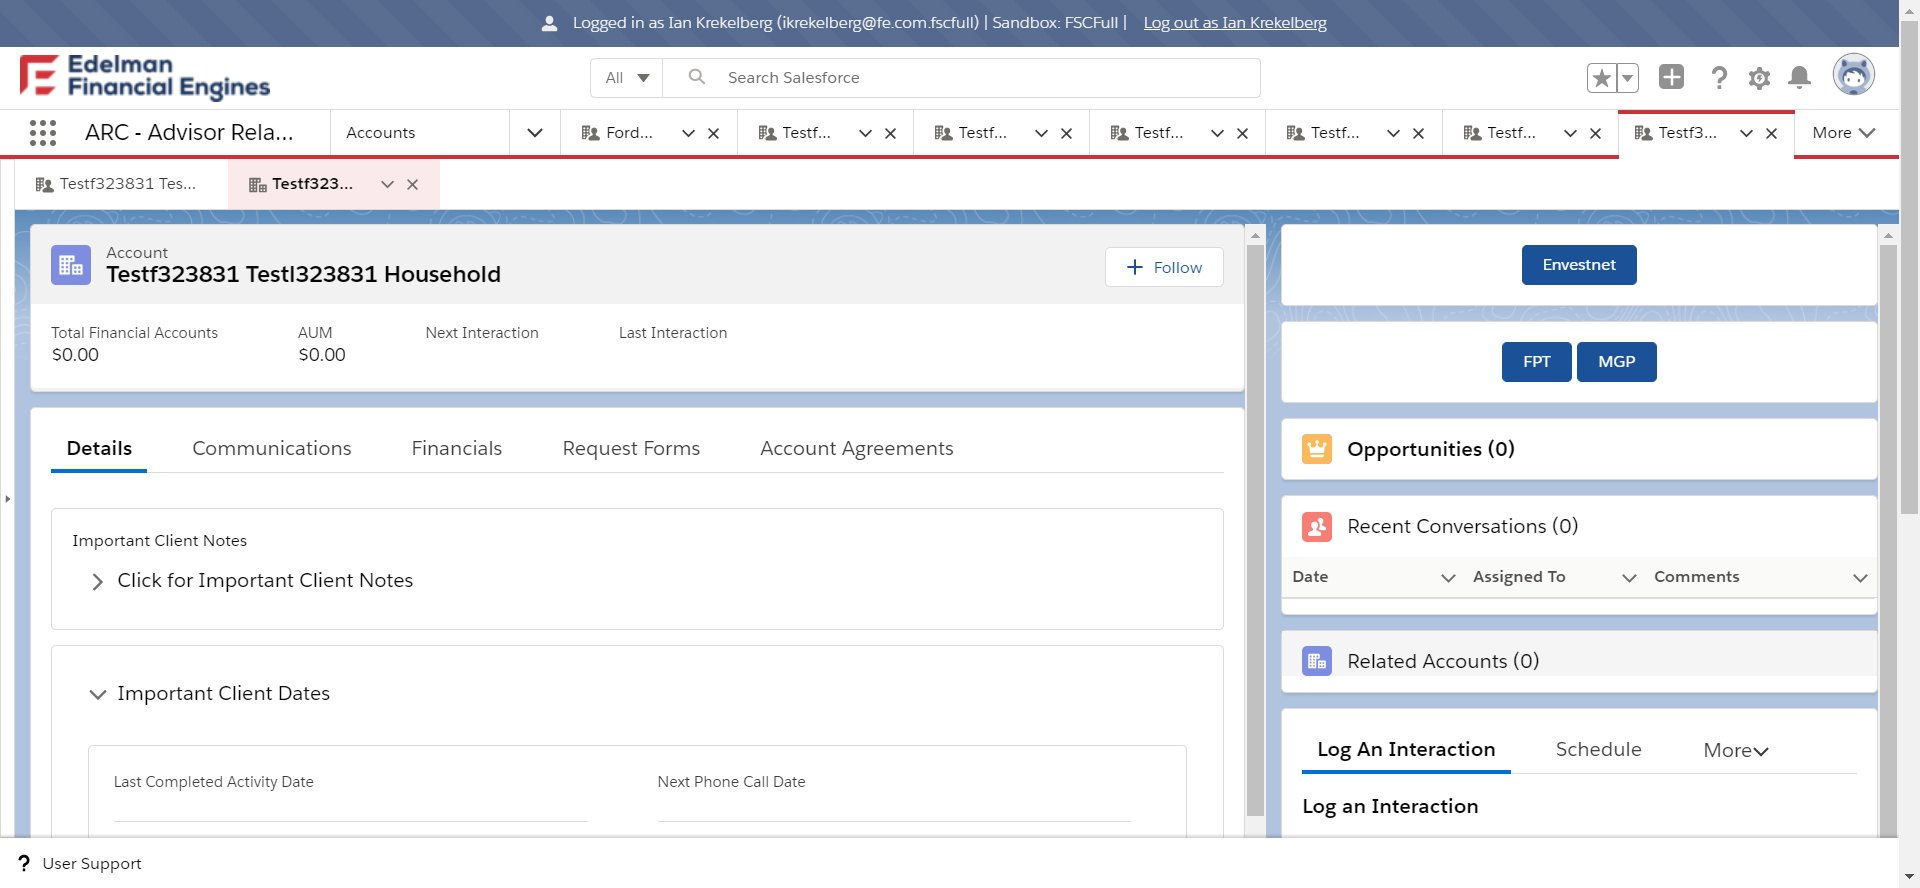 Logged in as Ian Krekelberg (ikrekelberg@fe.com.fscfull) | Sandbox: FSCFull | Log out as Ian Krekelberg
Edelman
Financial Engines
All
Search Salesforce
ARC - Advisor Rela...
Accounts
Ford...
Testf...
Testf...
Testf...
Testf...
Testf...
Testf3...
More
Testf323831 Tes...
Testf323...
Account
Testf323831 Testl323831 Household
Follow
Total Financial Accounts
$0.00
AUM
$0.00
Next Interaction
Last Interaction
Details
Communications
Financials
Request Forms
Account Agreements
Important Client Notes
Click for Important Client Notes
Important Client Dates
Last Completed Activity Date
Next Phone Call Date
Envestnet
FPT
MGP
Opportunities (0)
Recent Conversations (0)
Date
Assigned To
Comments
Related Accounts (0)
Log An Interaction
Schedule
More
Log an Interaction
? User Support